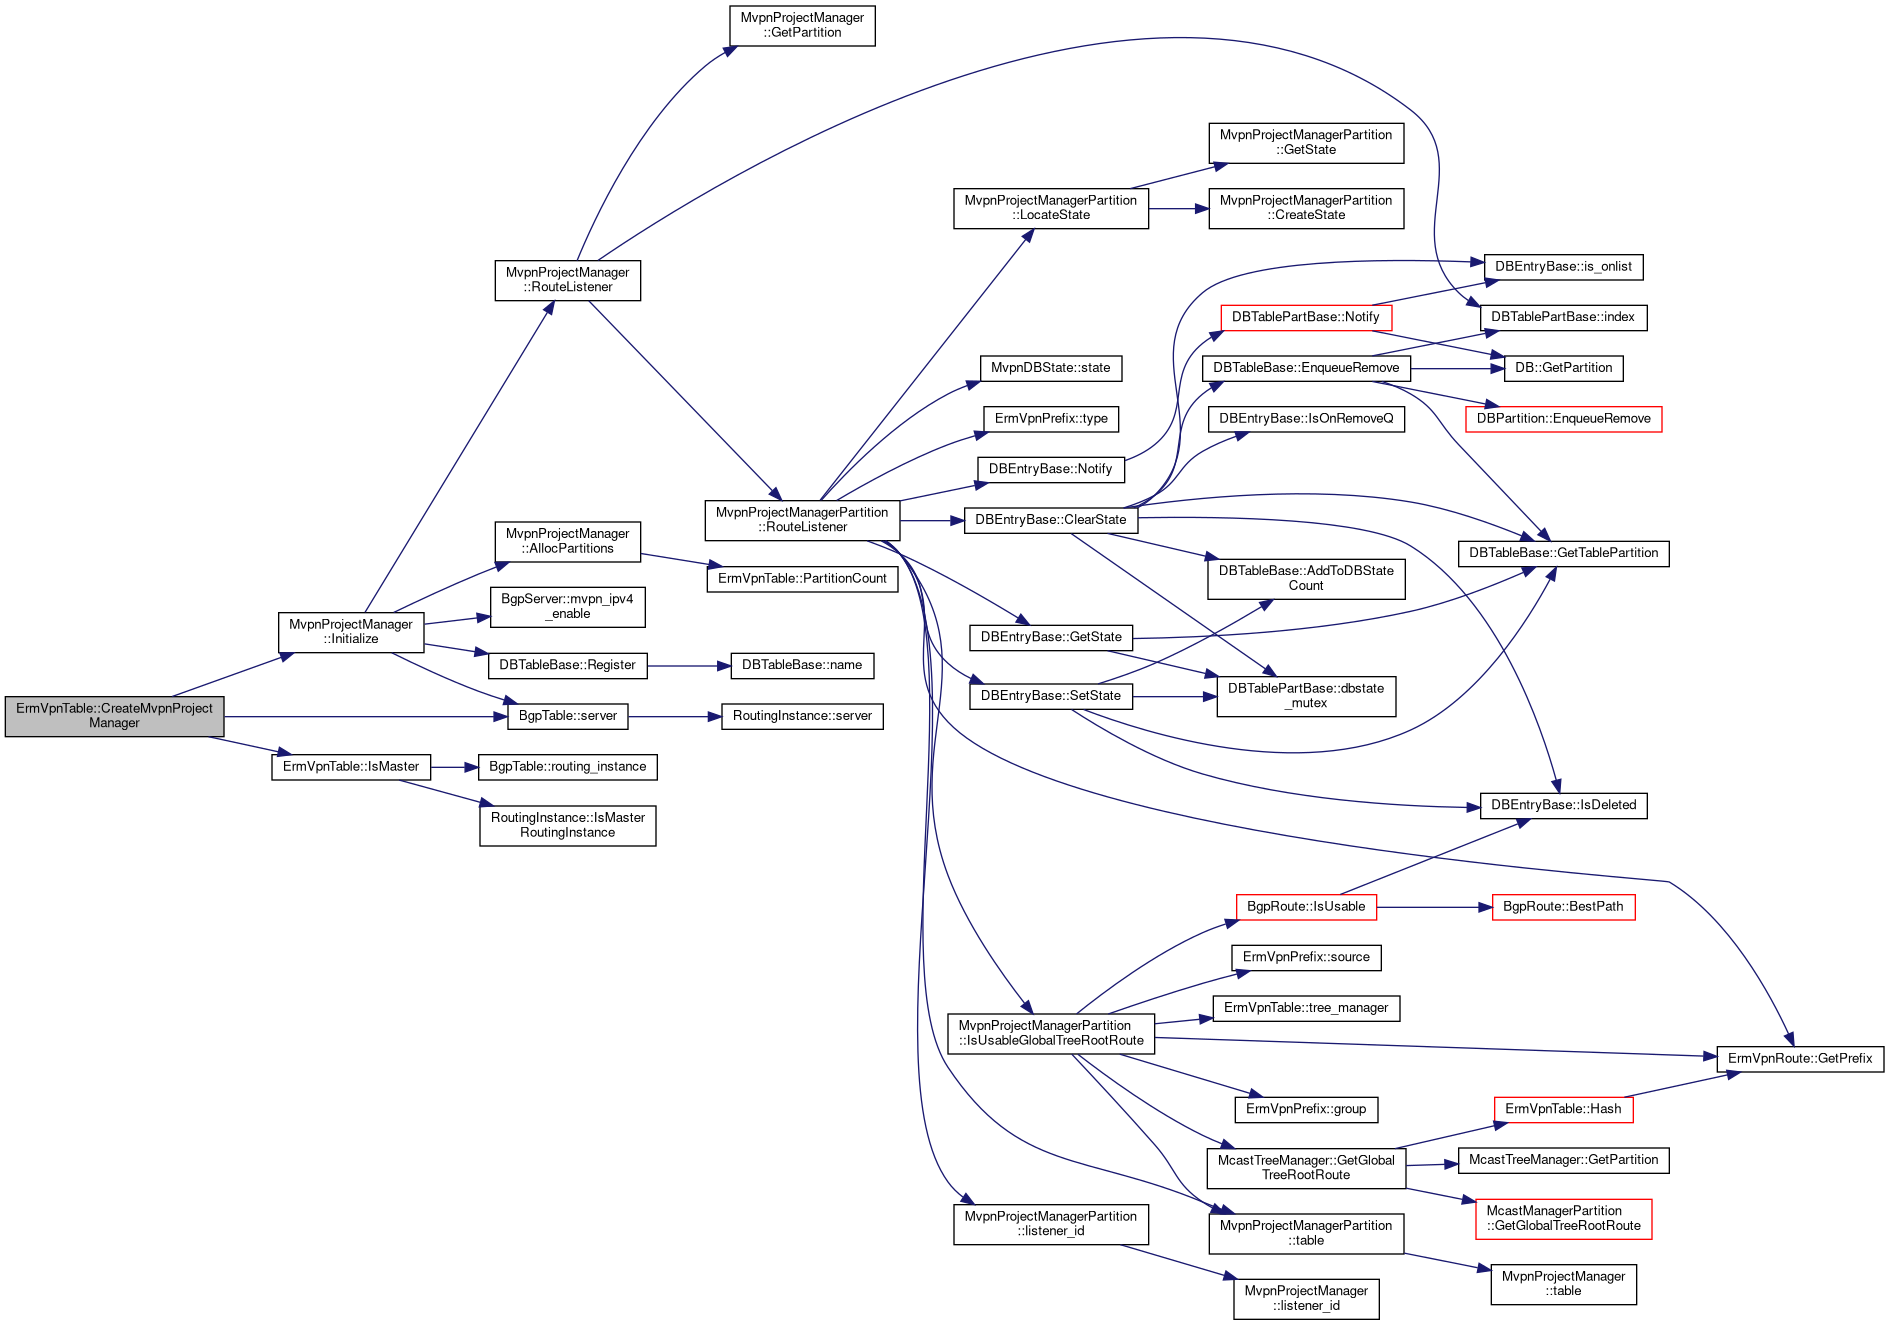 MvpnProjectManager
::GetPartition
MvpnProjectManagerPartition
::GetState
MvpnProjectManagerPartition
::LocateState
MvpnProjectManagerPartition
::CreateState
MvpnProjectManager
::RouteListener
DBEntryBase::is_onlist
DBTablePartBase::Notify
DBTablePartBase::index
MvpnDBState::state
DBTableBase::EnqueueRemove
DB::GetPartition
ErmVpnPrefix::type
DBEntryBase::IsOnRemoveQ
DBPartition::EnqueueRemove
DBEntryBase::Notify
MvpnProjectManagerPartition
::RouteListener
DBEntryBase::ClearState
MvpnProjectManager
::AllocPartitions
DBTableBase::GetTablePartition
ErmVpnTable::PartitionCount
DBTableBase::AddToDBState
Count
BgpServer::mvpn_ipv4
_enable
MvpnProjectManager
::Initialize
DBEntryBase::GetState
DBTableBase::Register
DBTableBase::name
DBEntryBase::SetState
DBTablePartBase::dbstate
_mutex
ErmVpnTable::CreateMvpnProject
Manager
BgpTable::server
RoutingInstance::server
ErmVpnTable::IsMaster
BgpTable::routing_instance
RoutingInstance::IsMaster
RoutingInstance
DBEntryBase::IsDeleted
BgpRoute::IsUsable
BgpRoute::BestPath
ErmVpnPrefix::source
ErmVpnTable::tree_manager
MvpnProjectManagerPartition
::IsUsableGlobalTreeRootRoute
ErmVpnRoute::GetPrefix
ErmVpnPrefix::group
ErmVpnTable::Hash
McastTreeManager::GetGlobal
TreeRootRoute
McastTreeManager::GetPartition
McastManagerPartition
::GetGlobalTreeRootRoute
MvpnProjectManagerPartition
::listener_id
MvpnProjectManagerPartition
::table
MvpnProjectManager
::table
MvpnProjectManager
::listener_id